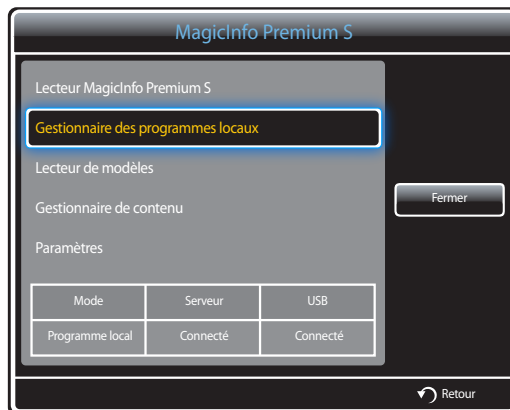 MagicInfo Premium S
Lecteur MagicInfo Premium S
Gestionnaire des programmes locaux
Lecteur de modèles
Gestionnaire de contenu
Paramètres
Fermer
Mode Serveur USB
Programme local Connecté Connecté
Retour